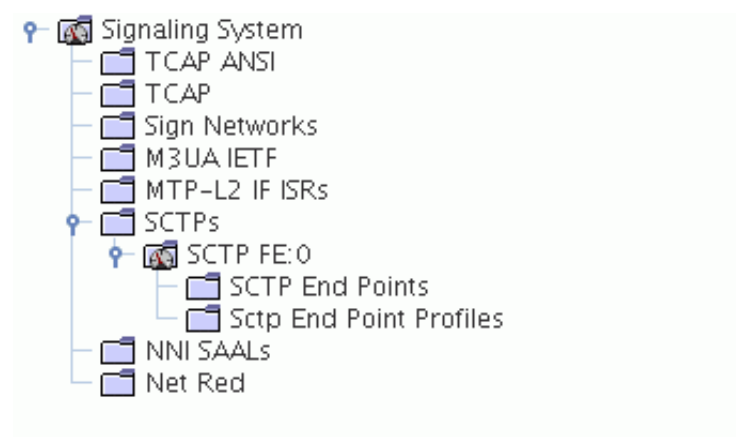 Signaling System
TCAP ANSI
TCAP
Sign Networks
M3UA IETF
MTP-L2 IF ISRs
SCTPs
SCTP FE:0
SCTP End Points
Sctp End Point Profiles
NNI SAALs
Net Red